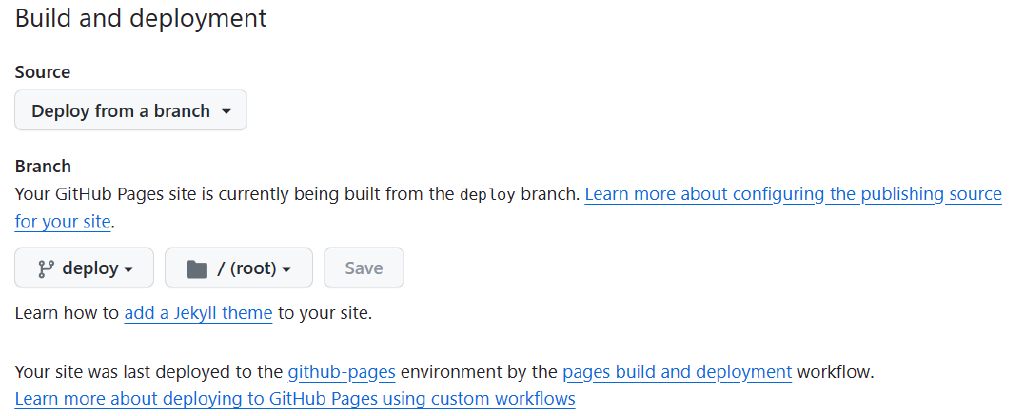 Build and deployment
Source
Deploy from a branch
Branch
Your GitHub Pages site is currently being built from the deploy branch. Learn more about configuring the publishing source
for your site.
deploy / (root) Save
Learn how to add a Jekyll theme to your site.
Your site was last deployed to the github-pages environment by the pages build and deployment workflow.
Learn more about deploying to GitHub Pages using custom workflows